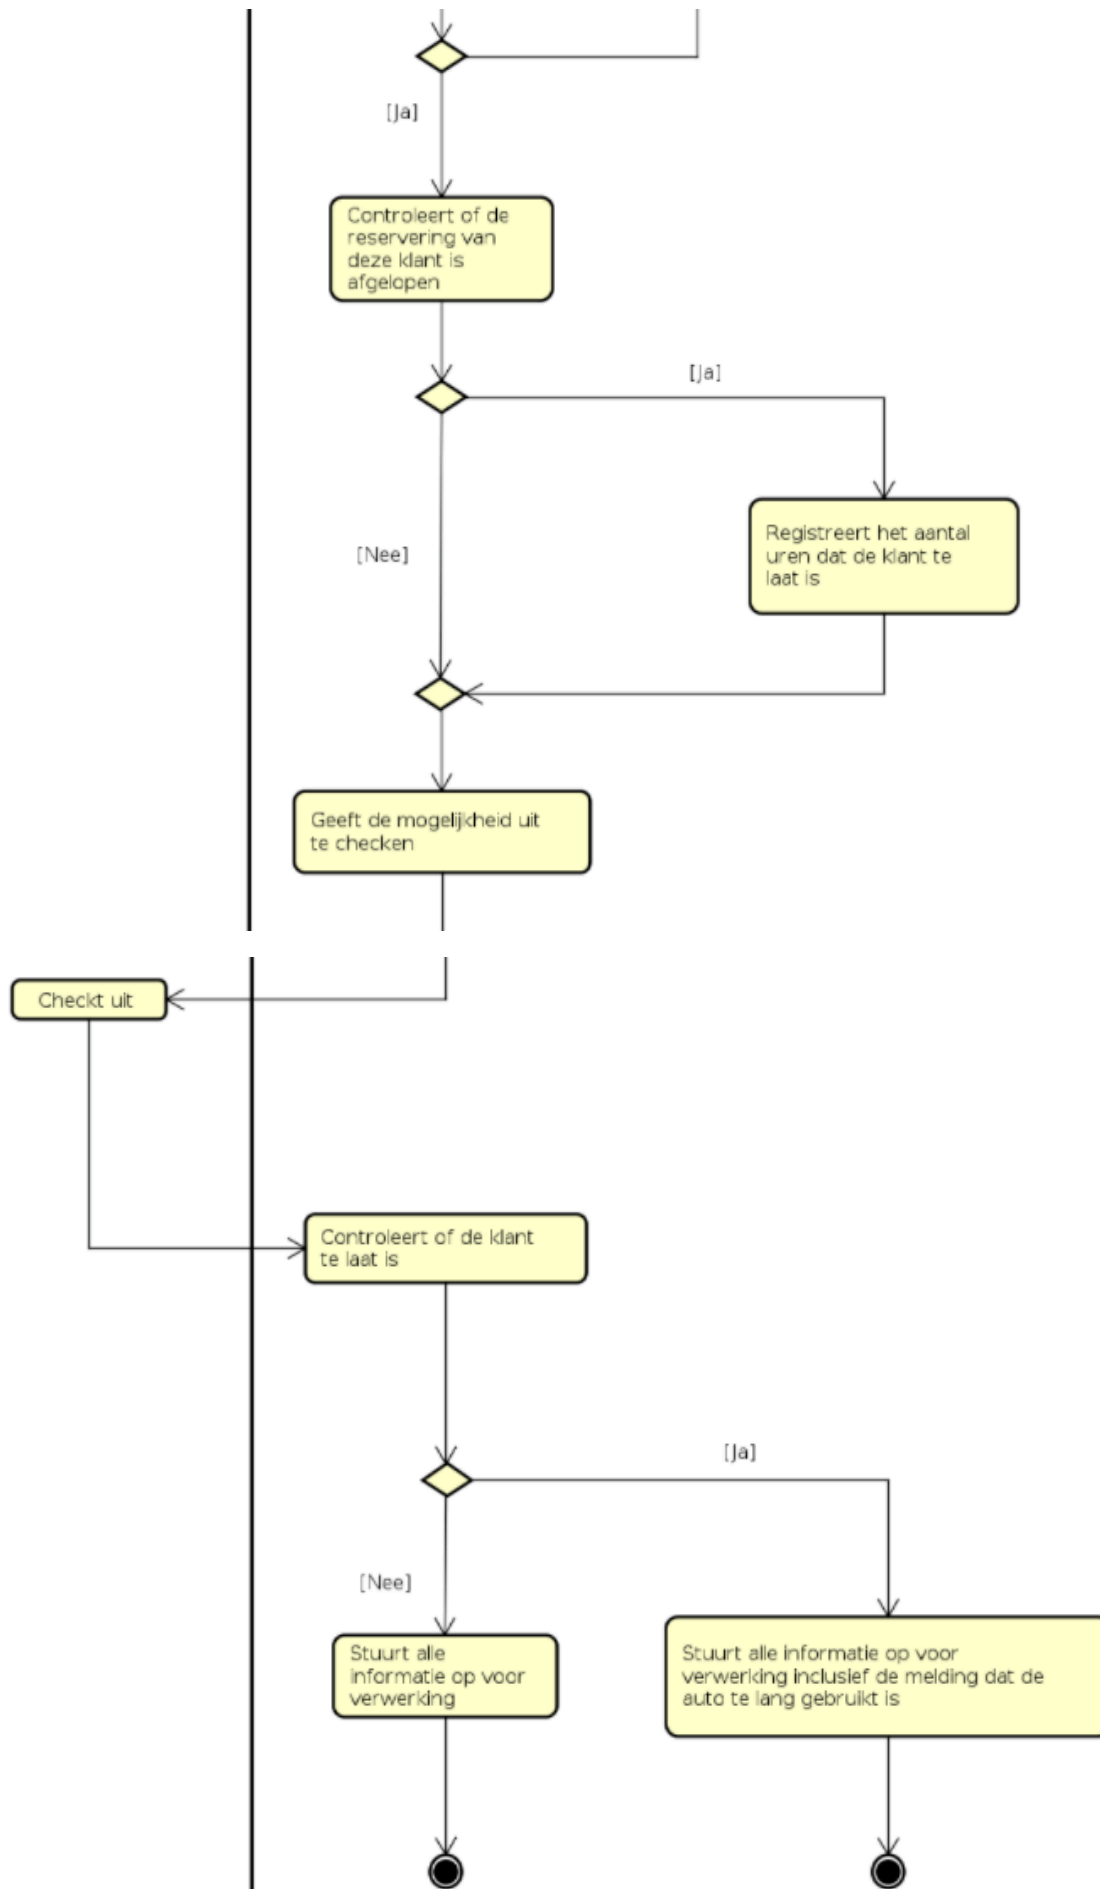 [Ja]
Controleert of de
reservering van
deze klant is
afgelopen
[Ja]
[Nee]
Registreert het aantal
uren dat de klant te
laat is
Geeft de mogelijkheid uit
te checken
Checkt uit
Controleert of de klant
te laat is
[Ja]
[Nee]
Stuurt alle
informatie op voor
verwerking
Stuurt alle informatie op voor
verwerking inclusief de melding dat de
auto te lang gebruikt is